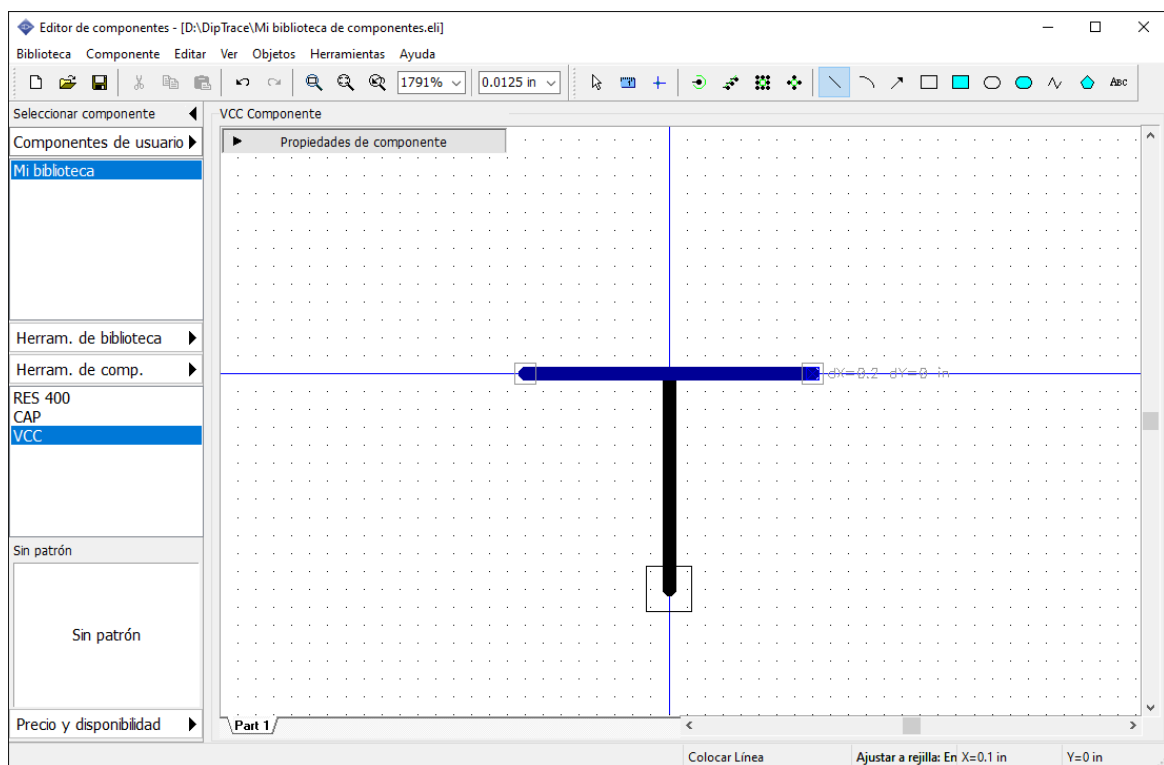 Editor de componentes - [D:\DipTrace\Mi biblioteca de componentes.eli]
Biblioteca Componente Editar Ver Objetos Herramientas Ayuda
1791% 0.0125 in ABC
Seleccionar componente
VCC Componente
Componentes de usuario
Propiedades de componente
Mi biblioteca
Herram. de biblioteca
Herram. de comp.
dX=0.2 dY=0 in
RES 400
CAP
VCC
Sin patrón
Sin patrón
Precio y disponibilidad
Part 1
Colocar Línea
Ajustar a rejilla: En
X=0.1 in
Y=0 in